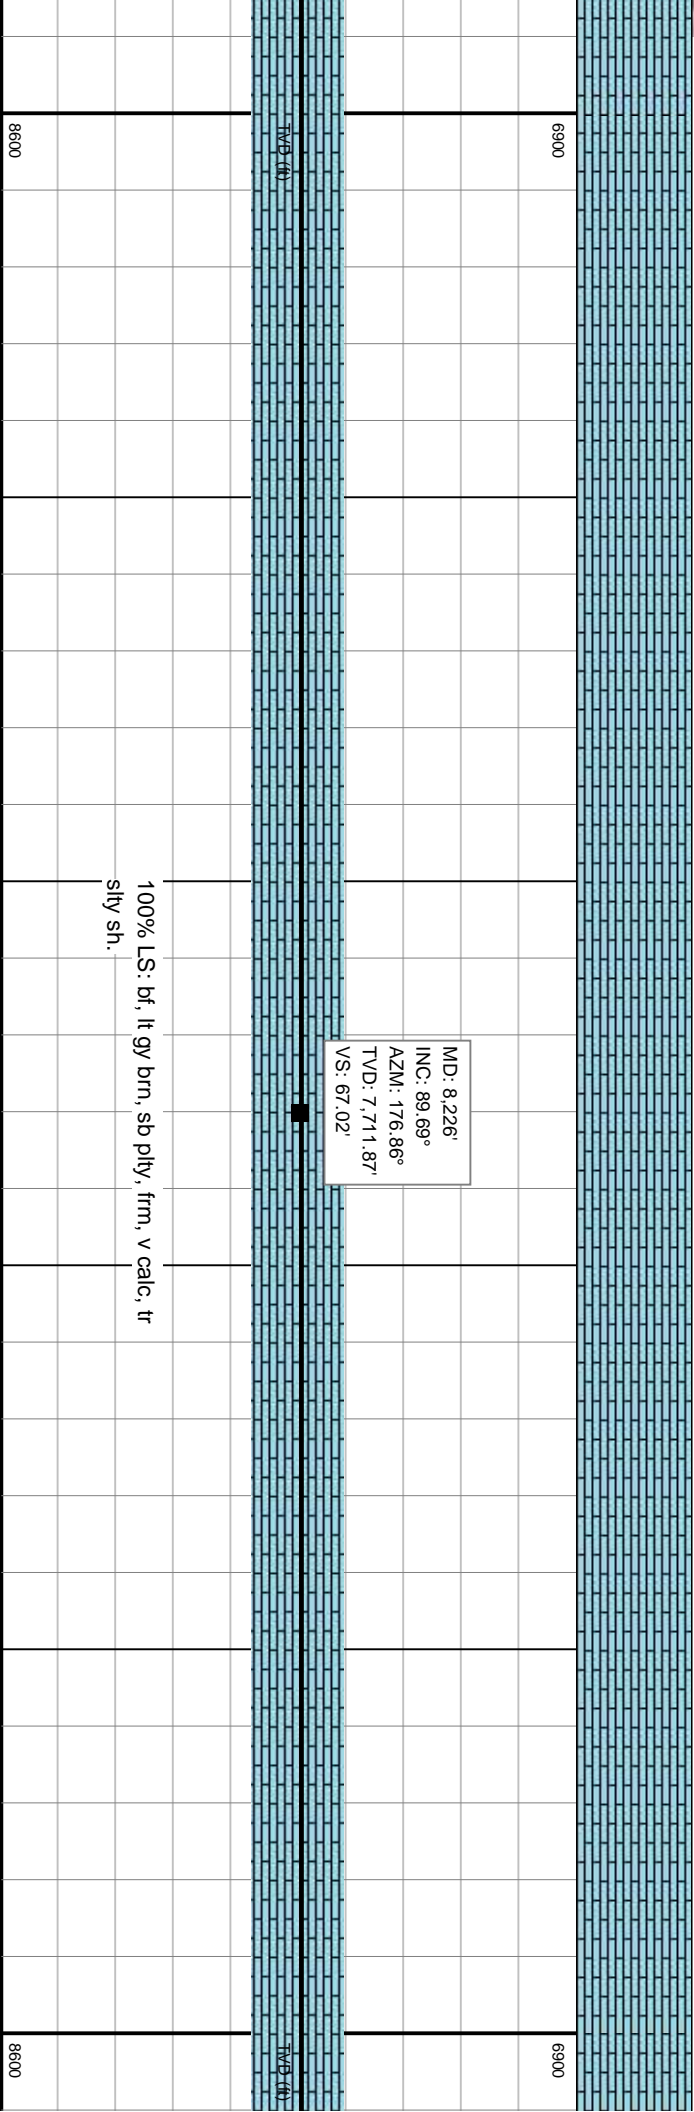 6900
TVD (ft)
8600
MD: 8,226'
INC: 89.69°
AZM: 176.86°
TVD: 7,711.87'
VS: 67.02'
100% LS: bf, lt gy brn, sb plty, frm, v calc, tr
slty sh.
6900
TVD (ft)
8600